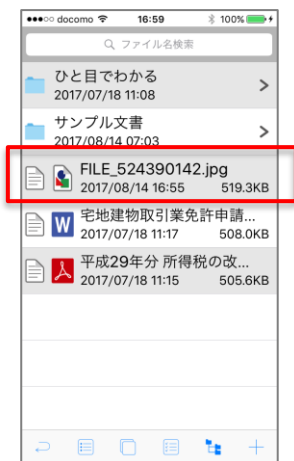 docomo 16:59 100%
ファイル名検索
ひと目でわかる
2017/07/18 11:08
サンプル文書
2017/08/14 07:03
FILE_524390142.jpg
2017/08/14 16:55 519.3KB
W 宅地建物取引業免許申請...
2017/07/18 11:17 508.0KB
平成29年分 所得税の改...
2017/07/18 11:15 505.6KB